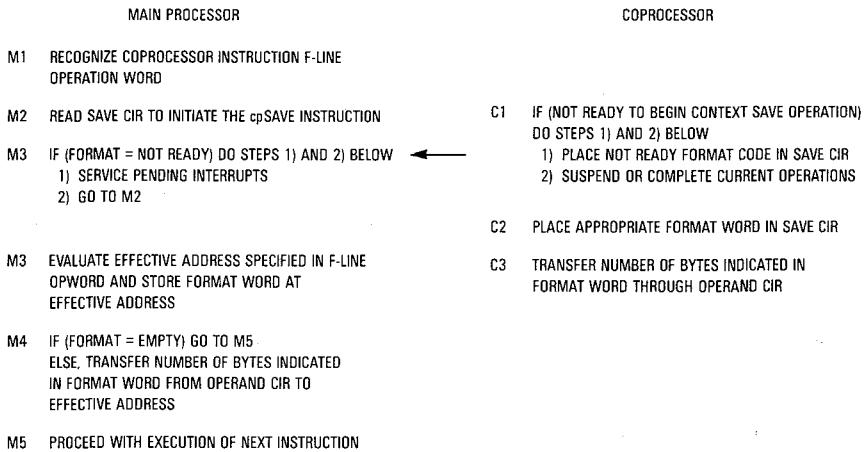 MAIN PROCESSOR
M1 RECOGNIZE COPROCESSOR INSTRUCTION F-LINE
OPERATION WORD
M2 READ SAVE CIR TO INITIATE THE cpSAVE INSTRUCTION
M3 IF (FORMAT = NOT READY) DO STEPS 1) AND 2) BELOW
1) SERVICE PENDING INTERRUPTS
2) GO TO M2
M3 EVALUATE EFFECTIVE ADDRESS SPECIFIED IN F-LINE
OPWORD AND STORE FORMAT WORD AT
EFFECTIVE ADDRESS
M4 IF (FORMAT = EMPTY) GO TO M5
ELSE, TRANSFER NUMBER OF BYTES INDICATED
IN FORMAT WORD FROM OPERAND CIR TO
EFFECTIVE ADDRESS
M5 PROCEED WITH EXECUTION OF NEXT INSTRUCTION
COPROCESSOR
C1 IF (NOT READY TO BEGIN CONTEXT SAVE OPERATION)
DO STEPS 1) AND 2) BELOW
1) PLACE NOT READY FORMAT CODE IN SAVE CIR
2) SUSPEND OR COMPLETE CURRENT OPERATIONS
C2 PLACE APPROPRIATE FORMAT WORD IN SAVE CIR
C3 TRANSFER NUMBER OF BYTES INDICATED IN
FORMAT WORD THROUGH OPERAND CIR